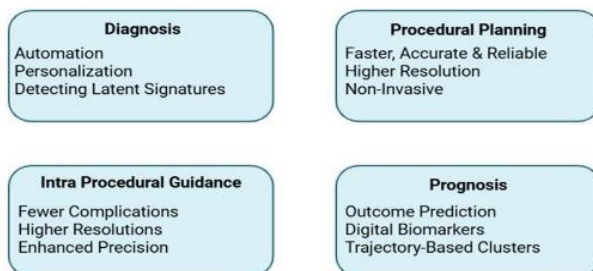 Diagnosis
Automation
Personalization
Detecting Latent Signatures
Procedural Planning
Faster, Accurate & Reliable
Higher Resolution
Non-Invasive
Intra Procedural Guidance
Fewer Complications
Higher Resolutions
Enhanced Precision
Prognosis
Outcome Prediction
Digital Biomarkers
Trajectory-Based Clusters